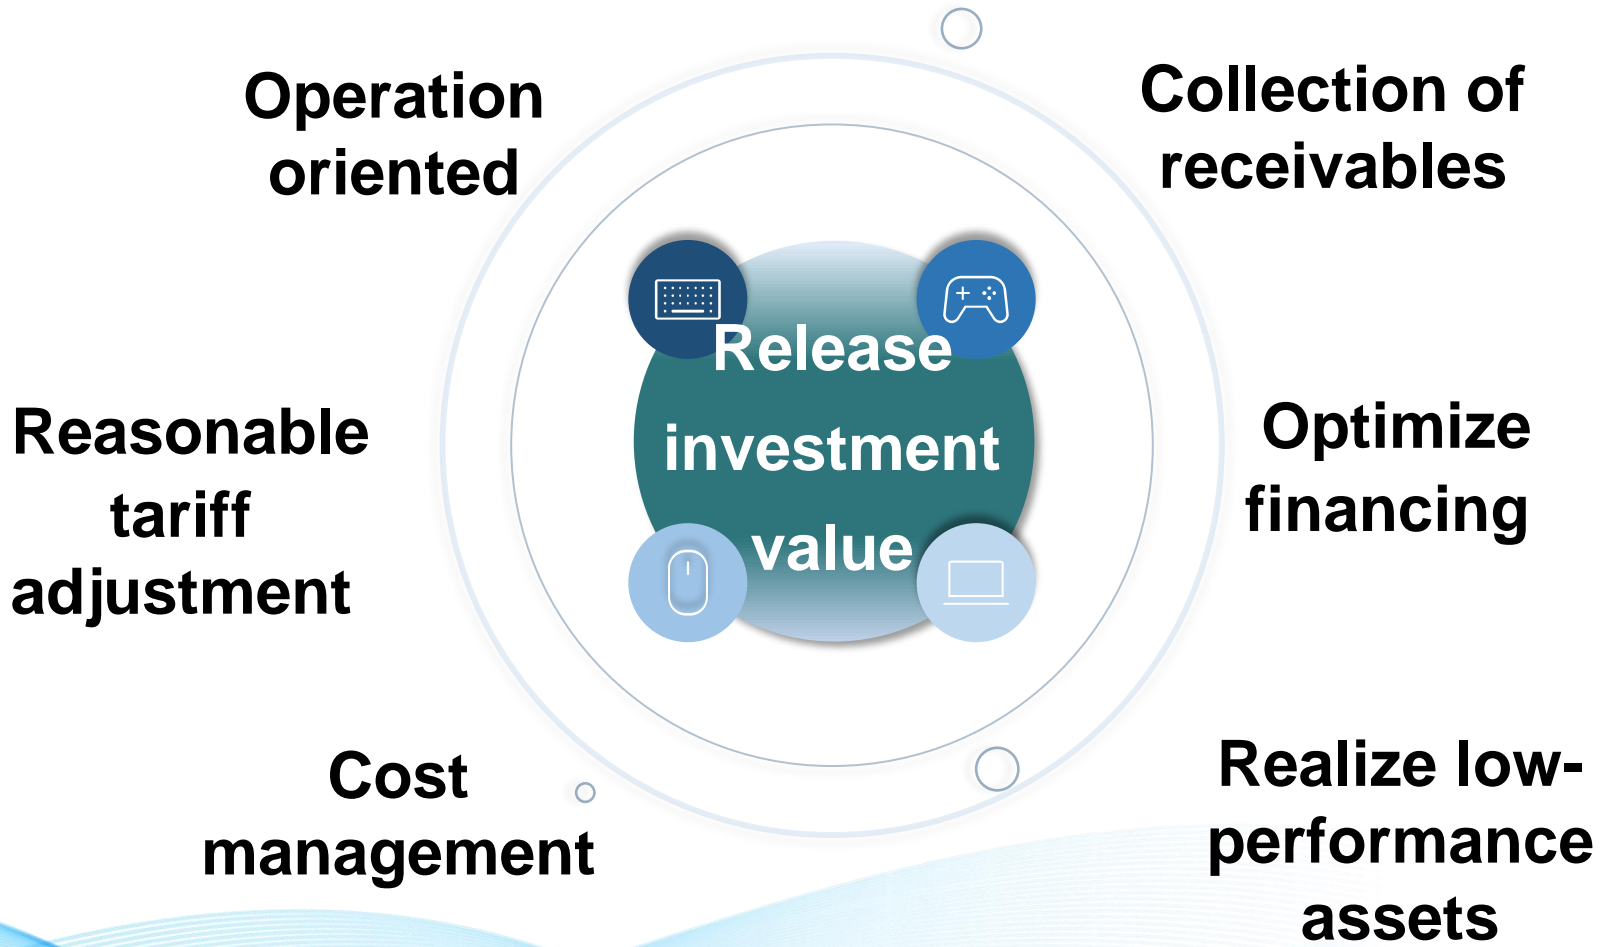 Operation
oriented
Collection of
receivables
Release
investment
value
Reasonable
tariff
adjustment
Optimize
financing
Cost
management
Realize low-
performance
assets